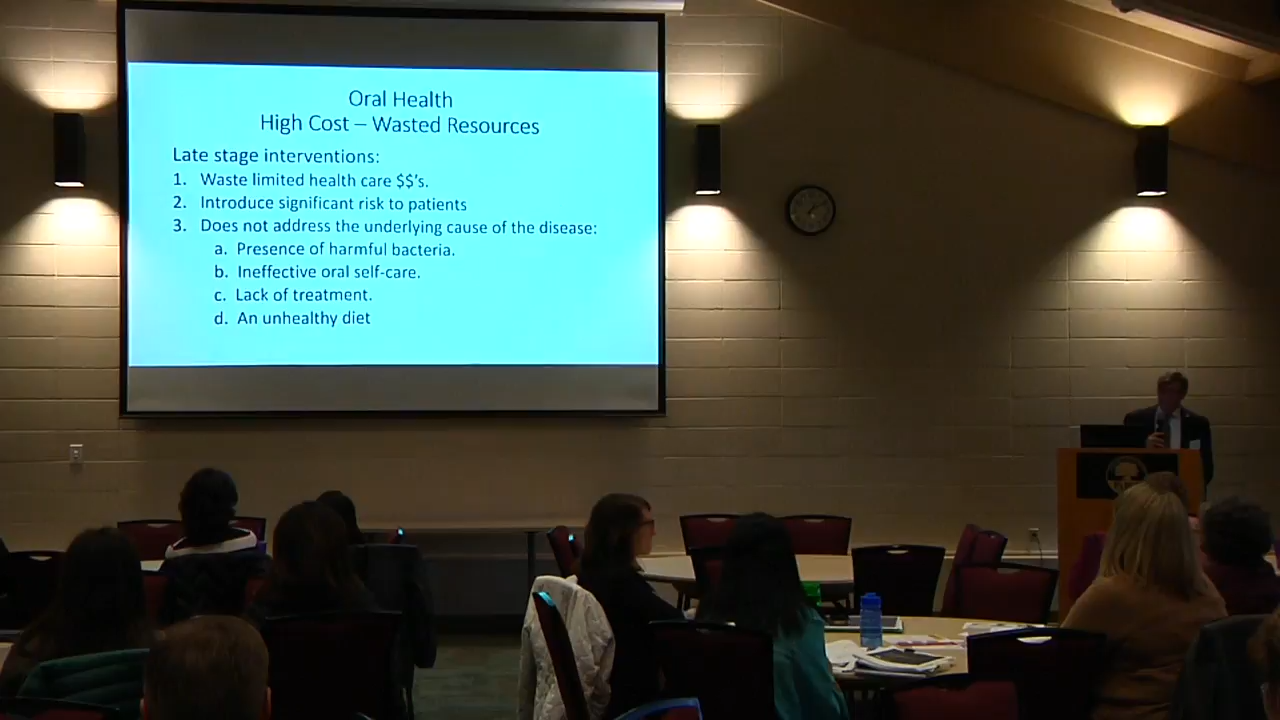 Oral Health
High Cost – Wasted Resources
Late stage interventions:
1. Waste limited health care $$'s.
2. Introduce significant risk to patients
3. Does not address the underlying cause of the disease:
a. Presence of harmful bacteria.
b. Ineffective oral self-care.
c. Lack of treatment.
d. An unhealthy diet